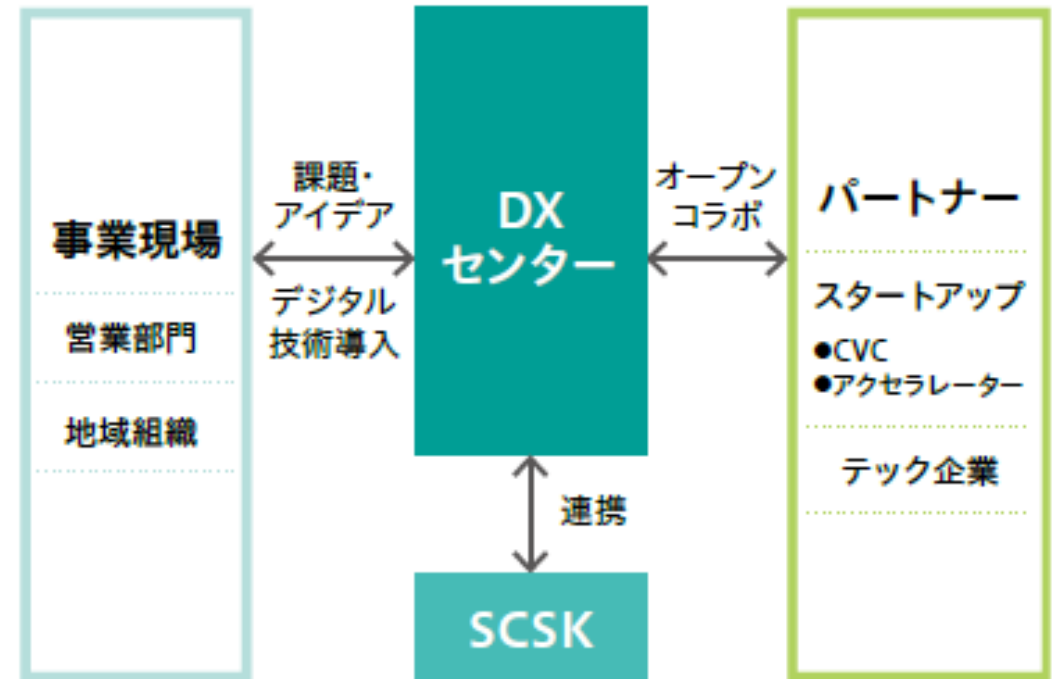 事業現場
営業部門
地域組織
課題・
アイデア
デジタル
技術導入
DX
センター
オープン
コラボ
パートナー
スタートアップ
●CVC
●アクセラレーター
テック企業
連携
SCSK